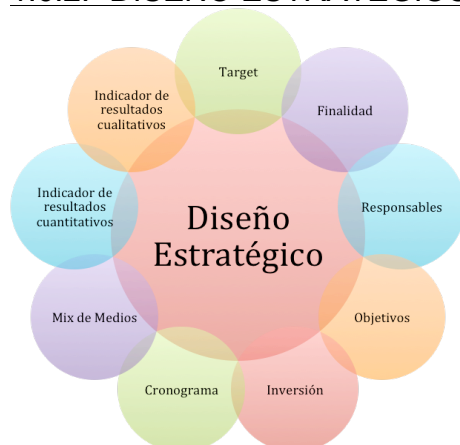 Target
Finalidad
Responsables
Objetivos
Inversión
Cronograma
Mix de Medios
Indicador de
resultados
cuantitativos
Indicador de
resultados
cualitativos
Diseño
Estratégico